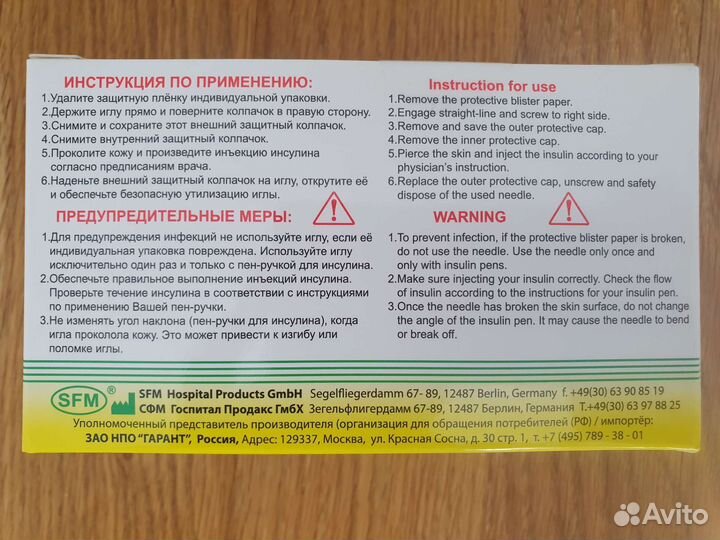 ИНСТРУКЦИЯ ПО ПРИМЕНЕНИЮ:
1.Удалите защитную плёнку индивидуальной упаковки.
2.Держите иглу прямо и поверните колпачок в правую сторону.
3.Снимите и сохраните этот внешний защитный колпачок.
4.Снимите внутренний защитный колпачок.
5.Проколите кожу и произведите инъекцию инсулина
согласно предписаниям врача.
6.Наденьте внешний защитный колпачок на иглу, открутите её
и обеспечьте безопасную утилизацию иглы.
ПРЕДУПРЕДИТЕЛЬНЫЕ МЕРЫ:
1.Для предупреждения инфекций не используйте иглу, если её
индивидуальная упаковка повреждена. Используйте иглу
исключительно один раз и только с пен-ручкой для инсулина.
2.Обеспечьте правильное выполнение инъекций инсулина.
Проверьте течение инсулина в соответствии с инструкциями
по применению Вашей пен-ручки.
3.Не изменять угол наклона (пен-ручки для инсулина), когда
игла проколола кожу. Это может привести к изгибу или
поломке иглы.
Instruction for use
1.Remove the protective blister paper.
2.Engage straight-line and screw to right side.
3.Remove and save the outer protective cap.
4.Remove the inner protective cap.
5.Pierce the skin and inject the insulin according to your
physician's instruction.
6.Replace the outer protective cap, unscrew and safety
dispose of the used needle.
WARNING
1.To prevent infection, if the protective blister paper is broken,
do not use the needle. Use the needle only once and
only with insulin pens.
2.Make sure injecting your insulin correctly. Check the flow
of insulin according to the instructions for your insulin pen.
3.Once the needle has broken the skin surface, do not change
the angle of the insulin pen. It may cause the needle to bend
or break off.
SFM ® SFM Hospital Products GmbH Segelfliegerdamm 67- 89, 12487 Berlin, Germany f. +49(30) 63 90 85 19
СФМ Госпитал Продакс ГмбХ Зегельфлигердамм 67-89, 12487 Берлин, Германия Т.+49(30) 63 97 88 25
Уполномоченный представитель производителя (организация для обращения потребителей (РФ) / импортёр:
ЗАО НПО "ГАРАНТ", Россия, Адрес: 129337, Москва, ул. Красная Сосна, д. 30 стр. 1, т. +7 (495) 789 - 38 - 01
Avito